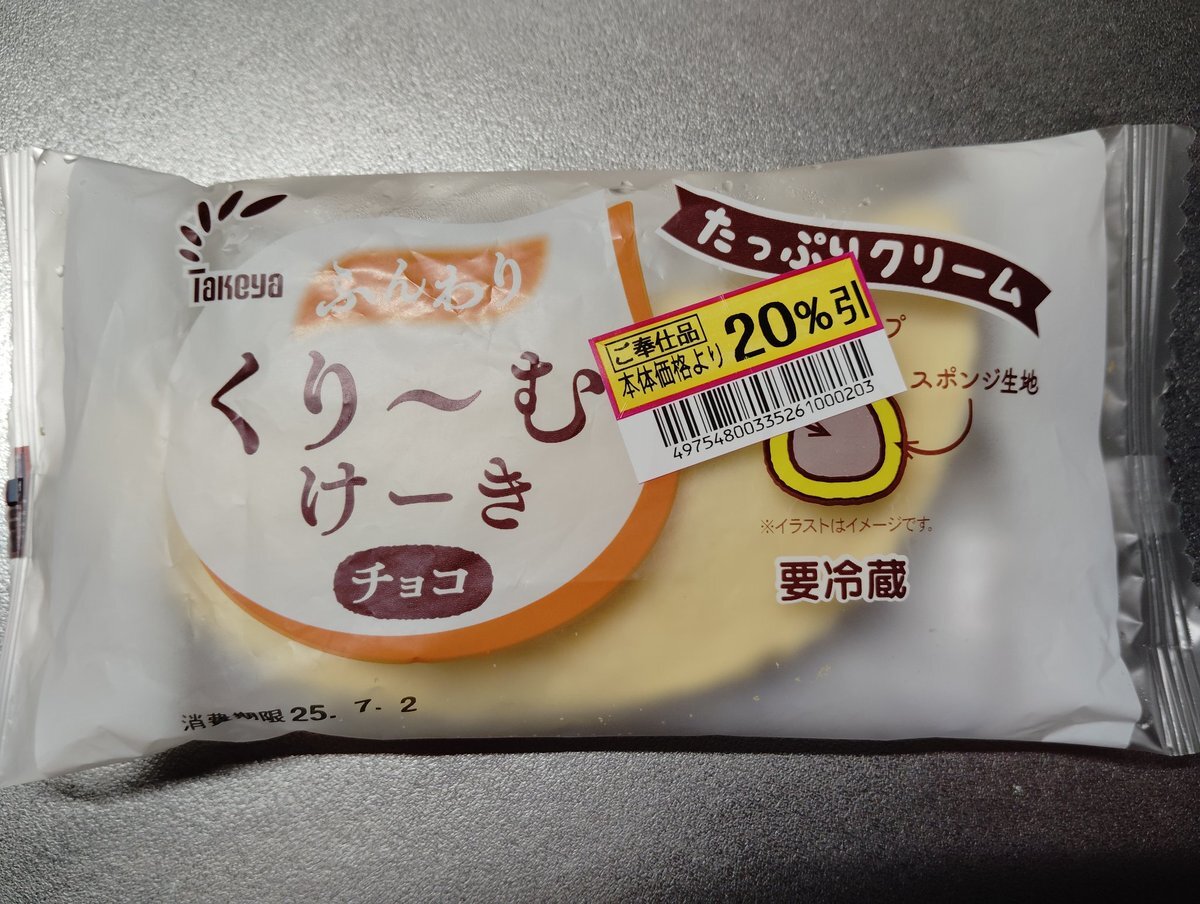 Takeya
ふんわり
くり〜む
けーき
チョコ
たっぷりクリーム
ご奉仕品
本体価格より
20%引
49754800335261000203
プ
スポンジ生地
※イラストはイメージです。
要冷蔵
消費期限 25. 7. 2